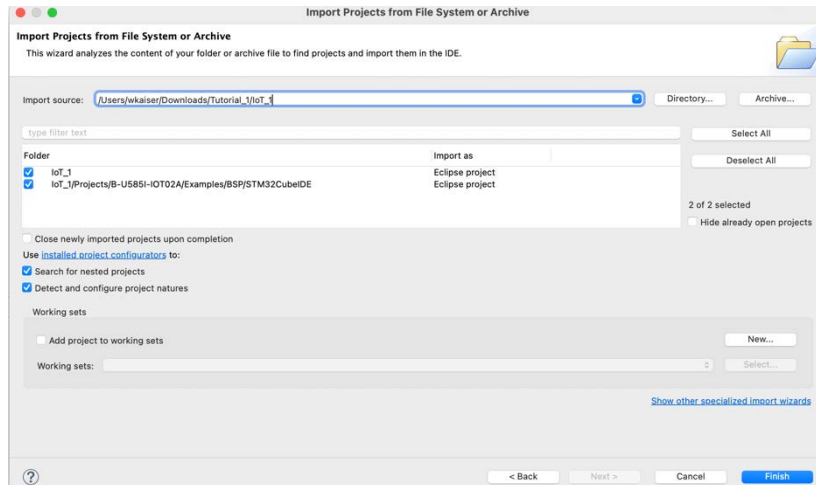 Import Projects from File System or Archive
Import Projects from File System or Archive
This wizard analyzes the content of your folder or archive file to find projects and import them in the IDE.
Import source: /Users/wkaiser/Downloads/Tutorial_1/IoT_1 Directory... Archive...
type filter text Select All
Folder Import as Deselect All
IoT_1 Eclipse project
IoT_1/Projects/B-U585I-IOT02A/Examples/BSP/STM32CubeIDE Eclipse project
2 of 2 selected
Hide already open projects
Close newly imported projects upon completion
Use installed project configurators to:
Search for nested projects
Detect and configure project natures
Working sets
Add project to working sets New...
Working sets: Select...
Show other specialized import wizards
? < Back Next > Cancel Finish